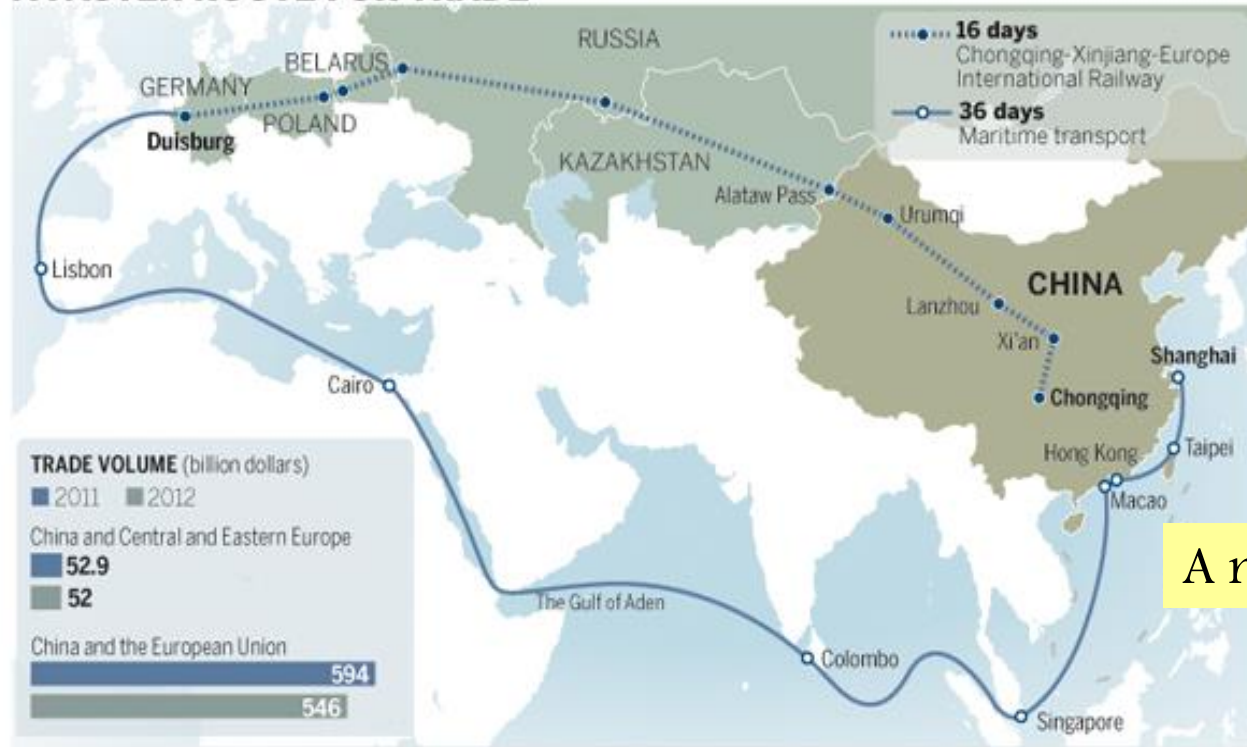 RUSSIA
BELARUS
GERMANY
POLAND
Duisburg
KAZAKHSTAN
Alataw Pass
Urumqi
CHINA
Lanzhou
Xi'an
Shanghai
Chongqing
Lisbon
Cairo
Hong Kong
Taipei
Macao
The Gulf of Aden
Colombo
Singapore
16 days
Chongqing-Xinjiang-Europe
International Railway
36 days
Maritime transport
TRADE VOLUME (billion dollars)
2011 2012
China and Central and Eastern Europe
52.9
52
China and the European Union
594
546
A